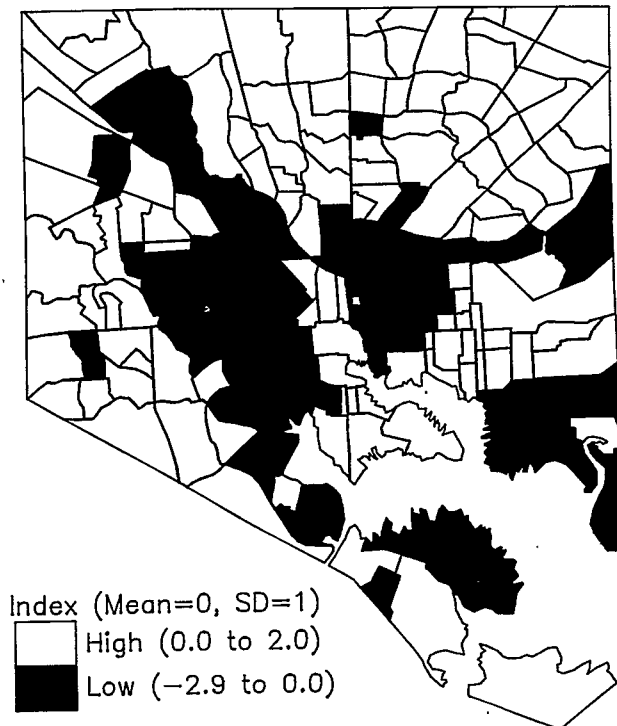 Index (Mean=0, SD=1)
High (0.0 to 2.0)
Low (−2.9 to 0.0)